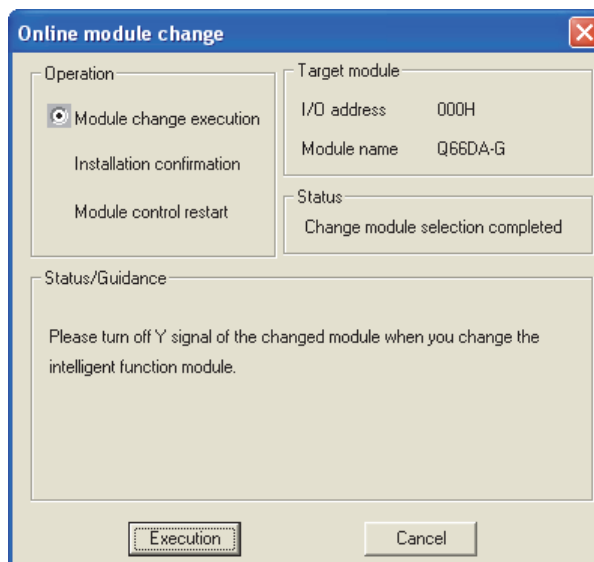 Online module change
Operation
Module change execution
Installation confirmation
Module control restart
Target module
I/O address 000H
Module name Q66DA-G
Status
Change module selection completed
Status/Guidance
Please turn off Y signal of the changed module when you change the
intelligent function module.
Execution
Cancel